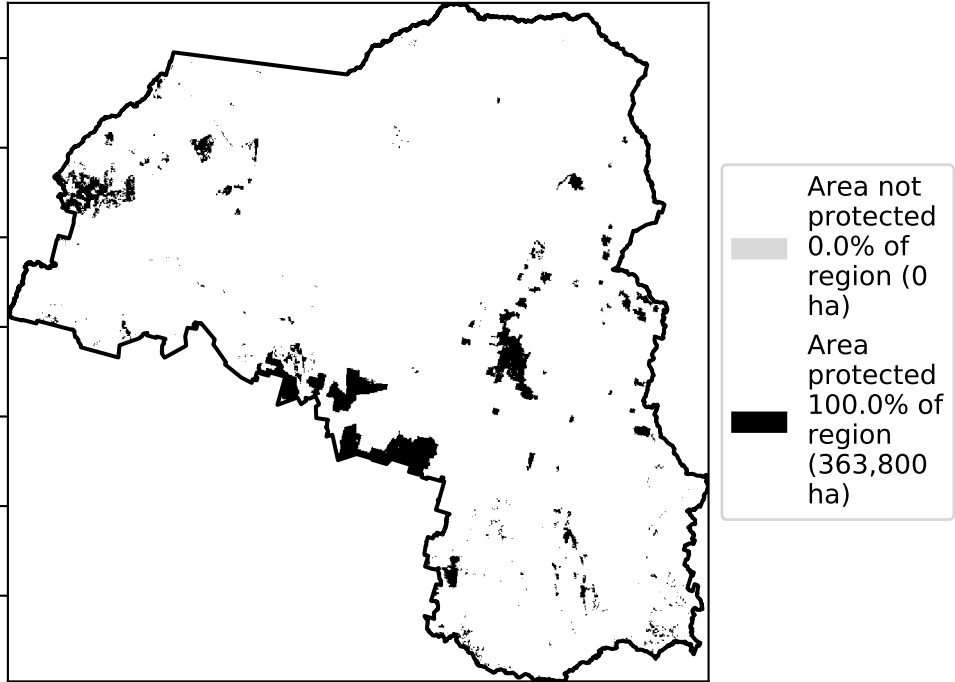 Area not
protected
0.0% of
region (0
ha)
Area
protected
100.0% of
region
(363,800
ha)